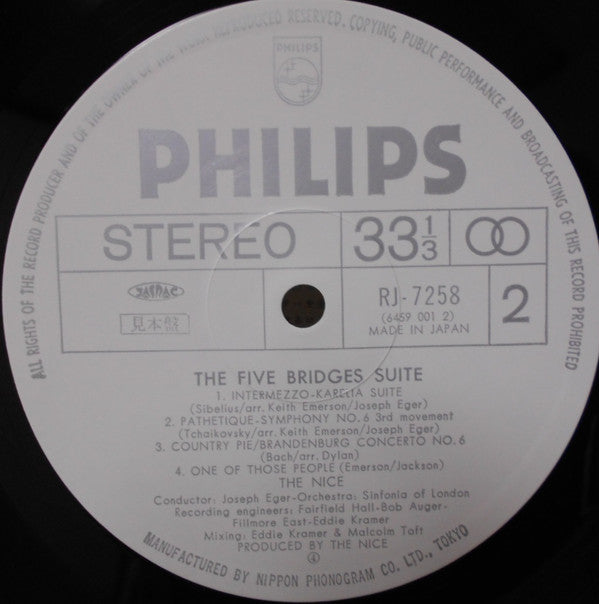 ALL RIGHTS OF THE RECORD PRODUCER AND OF THE OWNER OF THE WORK REPRODUCED RESERVED. COPYING, PUBLIC PERFORMANCE AND BROADCASTING OF THIS RECORD PROHIBITED
PHILIPS
PHILIPS
STEREO 33 1/3
JASRAC RJ-7258 2
(6459 001 2)
見本盤 MADE IN JAPAN
THE FIVE BRIDGES SUITE
1. INTERMEZZO-KARELIA SUITE
(Sibelius/arr. Keith Emerson/Joseph Eger)
2. PATHETIQUE-SYMPHONY NO. 6 3rd movement
(Tchaikovsky/arr. Keith Emerson/Joseph Eger)
3. COUNTRY PIE/BRANDENBURG CONCERTO NO. 6
(Bach/arr. Dylan)
4. ONE OF THOSE PEOPLE (Emerson/Jackson)
THE NICE
Conductor: Joseph Eger-Orchestra: Sinfonia of London
Recording engineers: Fairfield Hall-Bob Auger-
Fillmore East-Eddie Kramer
Mixing: Eddie Kramer & Malcolm Toft
PRODUCED BY THE NICE
④
MANUFACTURED BY NIPPON PHONOGRAM CO. LTD., TOKYO